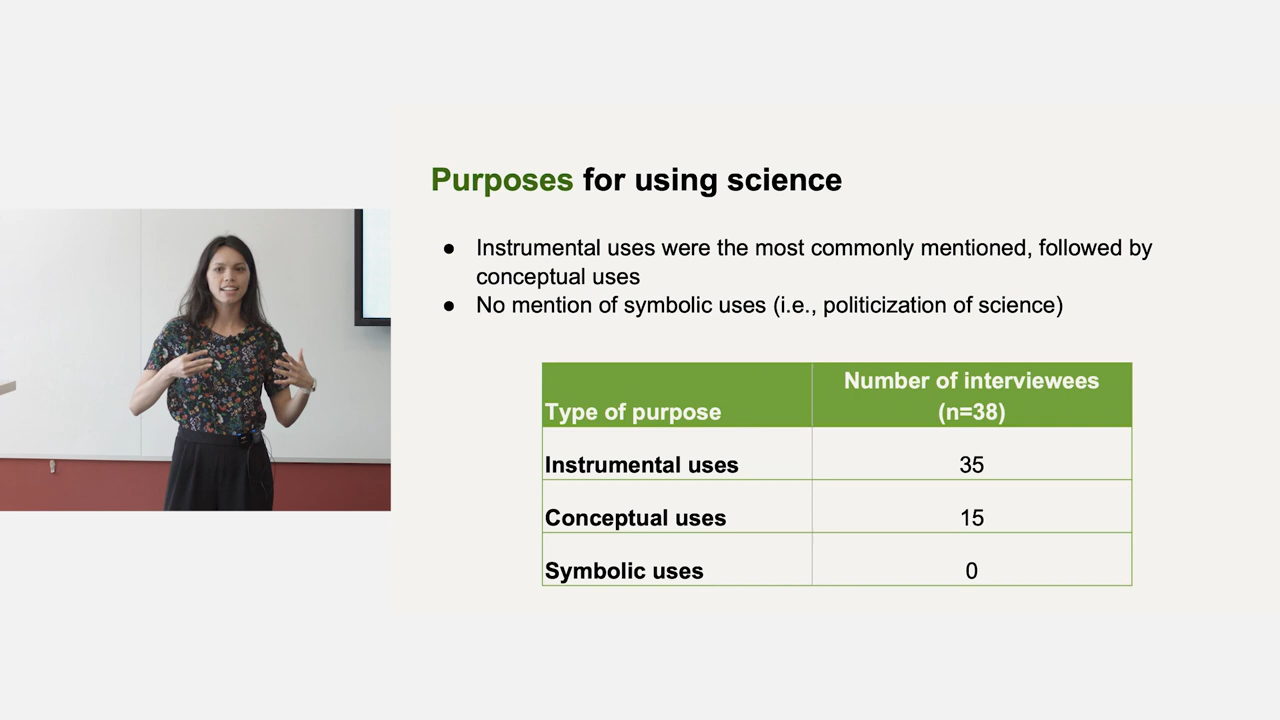 Purposes for using science
● Instrumental uses were the most commonly mentioned, followed by
conceptual uses
● No mention of symbolic uses (i.e., politicization of science)
Type of purpose
Number of interviewees
(n=38)
Instrumental uses 35
Conceptual uses 15
Symbolic uses 0